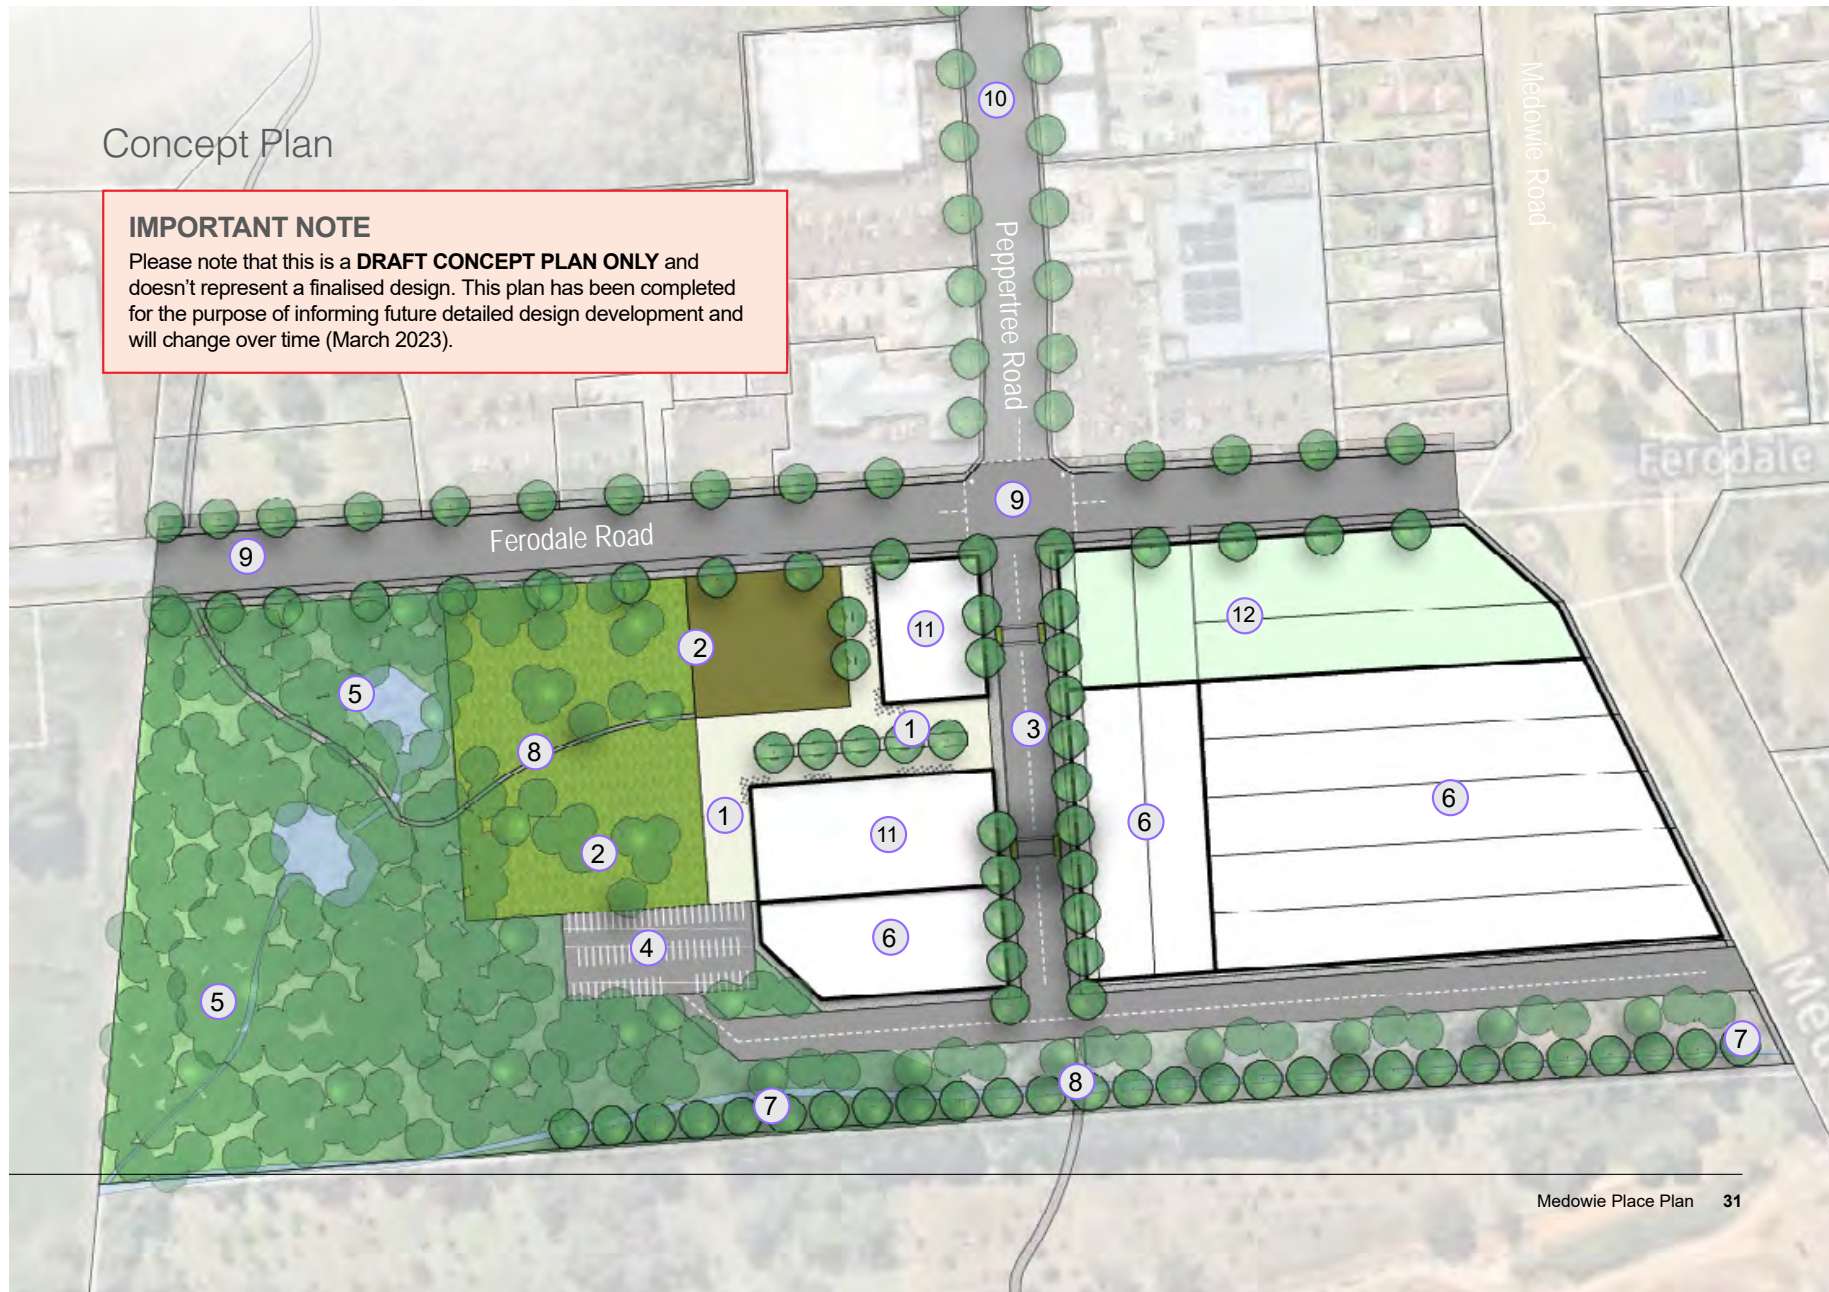 Concept Plan
IMPORTANT NOTE
Please note that this is a DRAFT CONCEPT PLAN ONLY and
doesn't represent a finalised design. This plan has been completed
for the purpose of informing future detailed design development and
will change over time (March 2023).
10
Peppertree Road
Medowie Road
Ferodale
9
Ferodale Road
9
2
11
12
5
8
1
3
1
6
6
2
11
4
6
5
7
8
7
Med
Medowie Place Plan 31